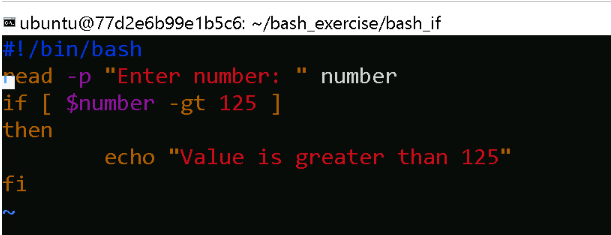 ubuntu@77d2e6b99e1b5c6: ~/bash_exercise/bash_if
#!/bin/bash
read -p "Enter number: " number
if [ $number -gt 125 ]
then
echo "Value is greater than 125"
fi
~